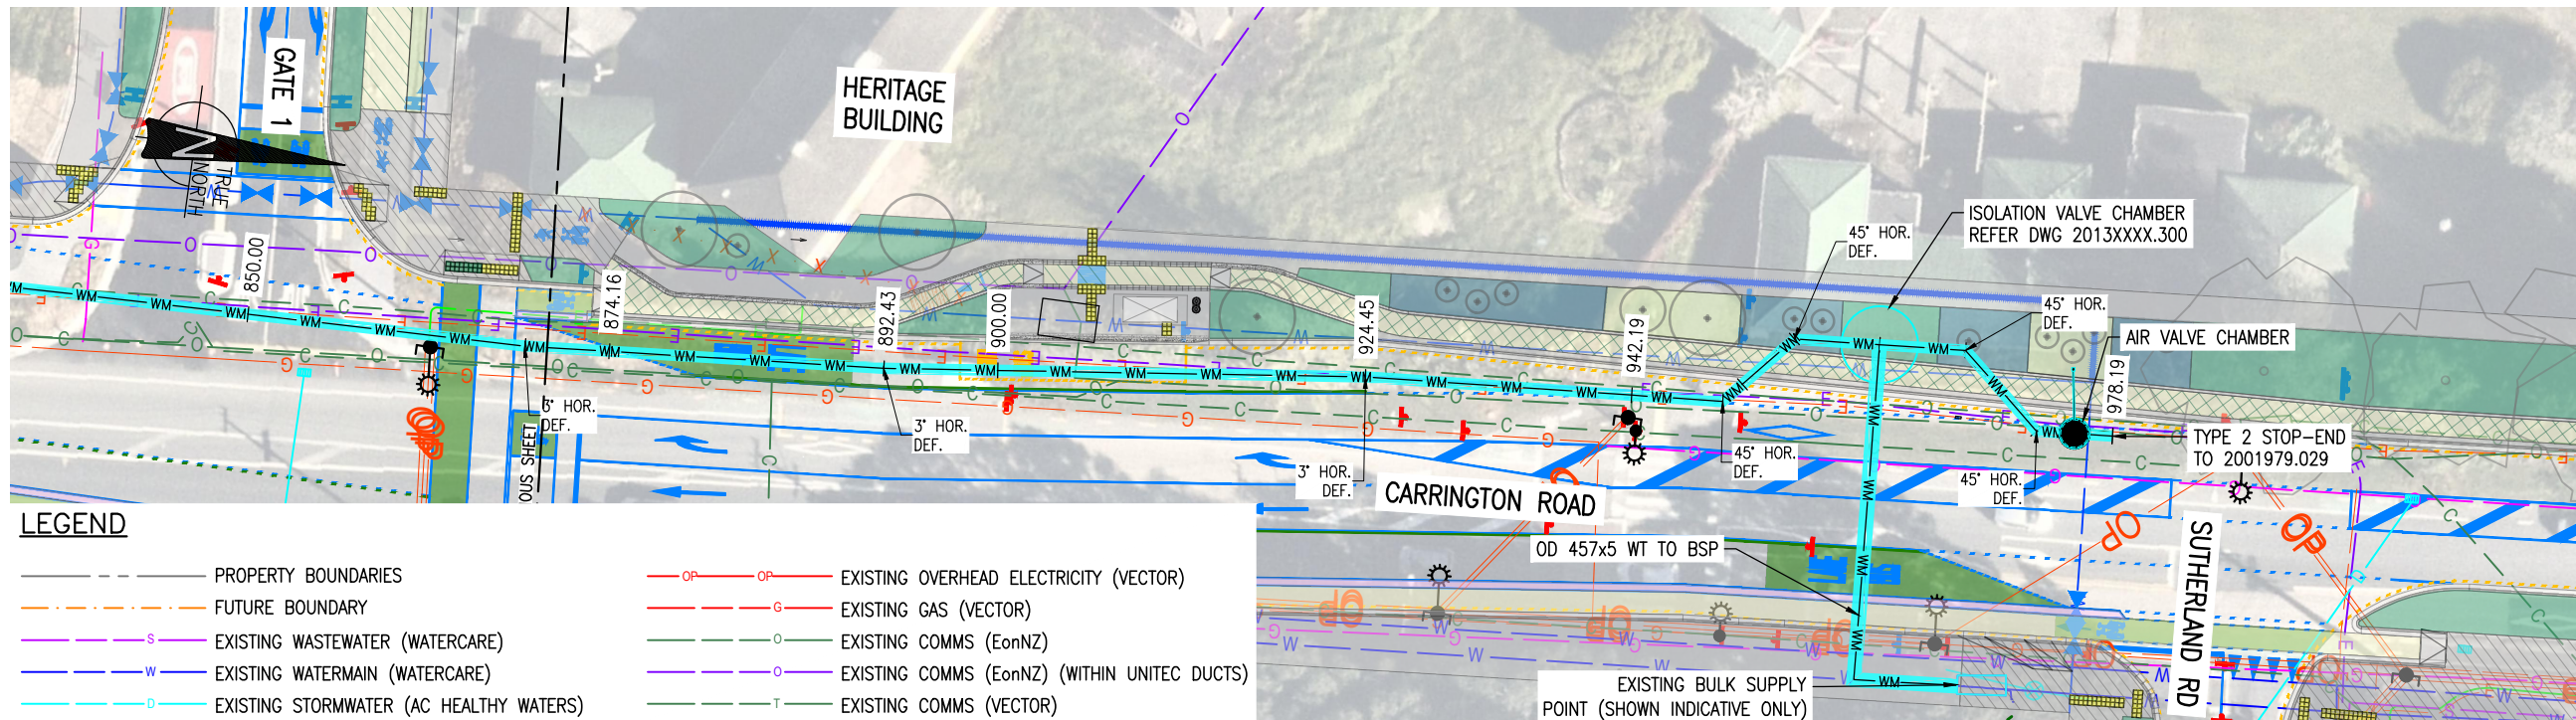 GATE 1
TRUE
NORTH
HERITAGE
BUILDING
850.00
874.16
892.43
900.00
924.45
942.19
978.19
3° HOR.
DEF.
3° HOR.
DEF.
3° HOR.
DEF.
45° HOR.
DEF.
45° HOR.
DEF.
45° HOR.
DEF.
45° HOR.
DEF.
ISOLATION VALVE CHAMBER
REFER DWG 2013XXXX.300
AIR VALVE CHAMBER
TYPE 2 STOP-END
TO 2001979.029
CARRINGTON ROAD
SUTHERLAND RD
OD 457x5 WT TO BSP
EXISTING BULK SUPPLY
POINT (SHOWN INDICATIVE ONLY)
OUS SHEET
LEGEND
PROPERTY BOUNDARIES
FUTURE BOUNDARY
S EXISTING WASTEWATER (WATERCARE)
W EXISTING WATERMAIN (WATERCARE)
D EXISTING STORMWATER (AC HEALTHY WATERS)
OP OP EXISTING OVERHEAD ELECTRICITY (VECTOR)
G EXISTING GAS (VECTOR)
O EXISTING COMMS (EonNZ)
O EXISTING COMMS (EonNZ) (WITHIN UNITEC DUCTS)
T EXISTING COMMS (VECTOR)